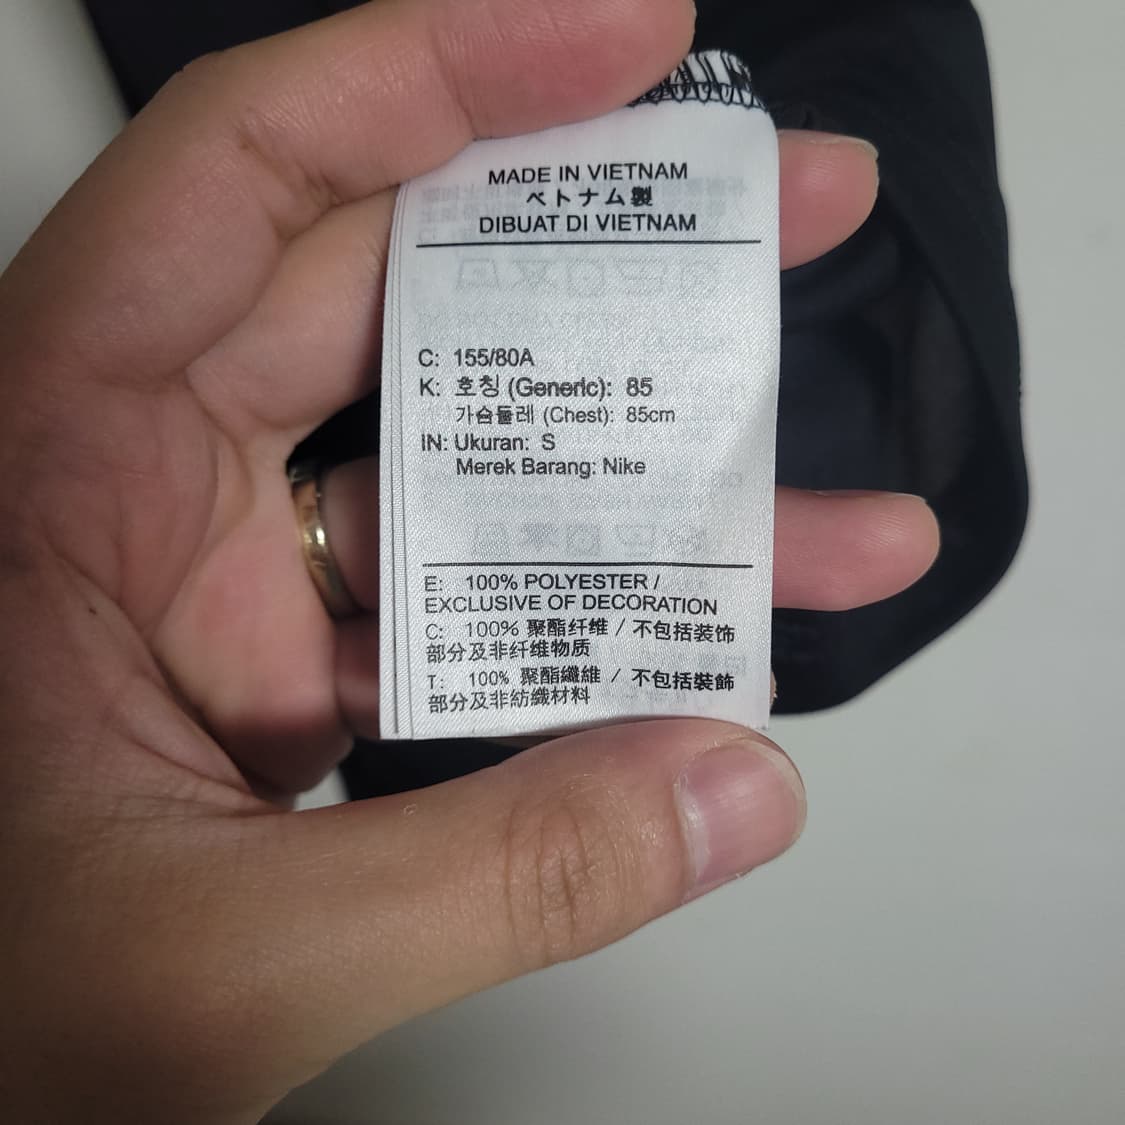 MADE IN VIETNAM
ベトナム製
DIBUAT DI VIETNAM
C: 155/80A
K: 호칭 (Generic): 85
가슴둘레 (Chest): 85cm
IN: Ukuran: S
Merek Barang: Nike
E: 100% POLYESTER /
EXCLUSIVE OF DECORATION
C: 100% 聚酯纤维 / 不包括装饰
部分及非纤维物质
T: 100% 聚酯纖維 / 不包括裝飾
部分及非紡織材料